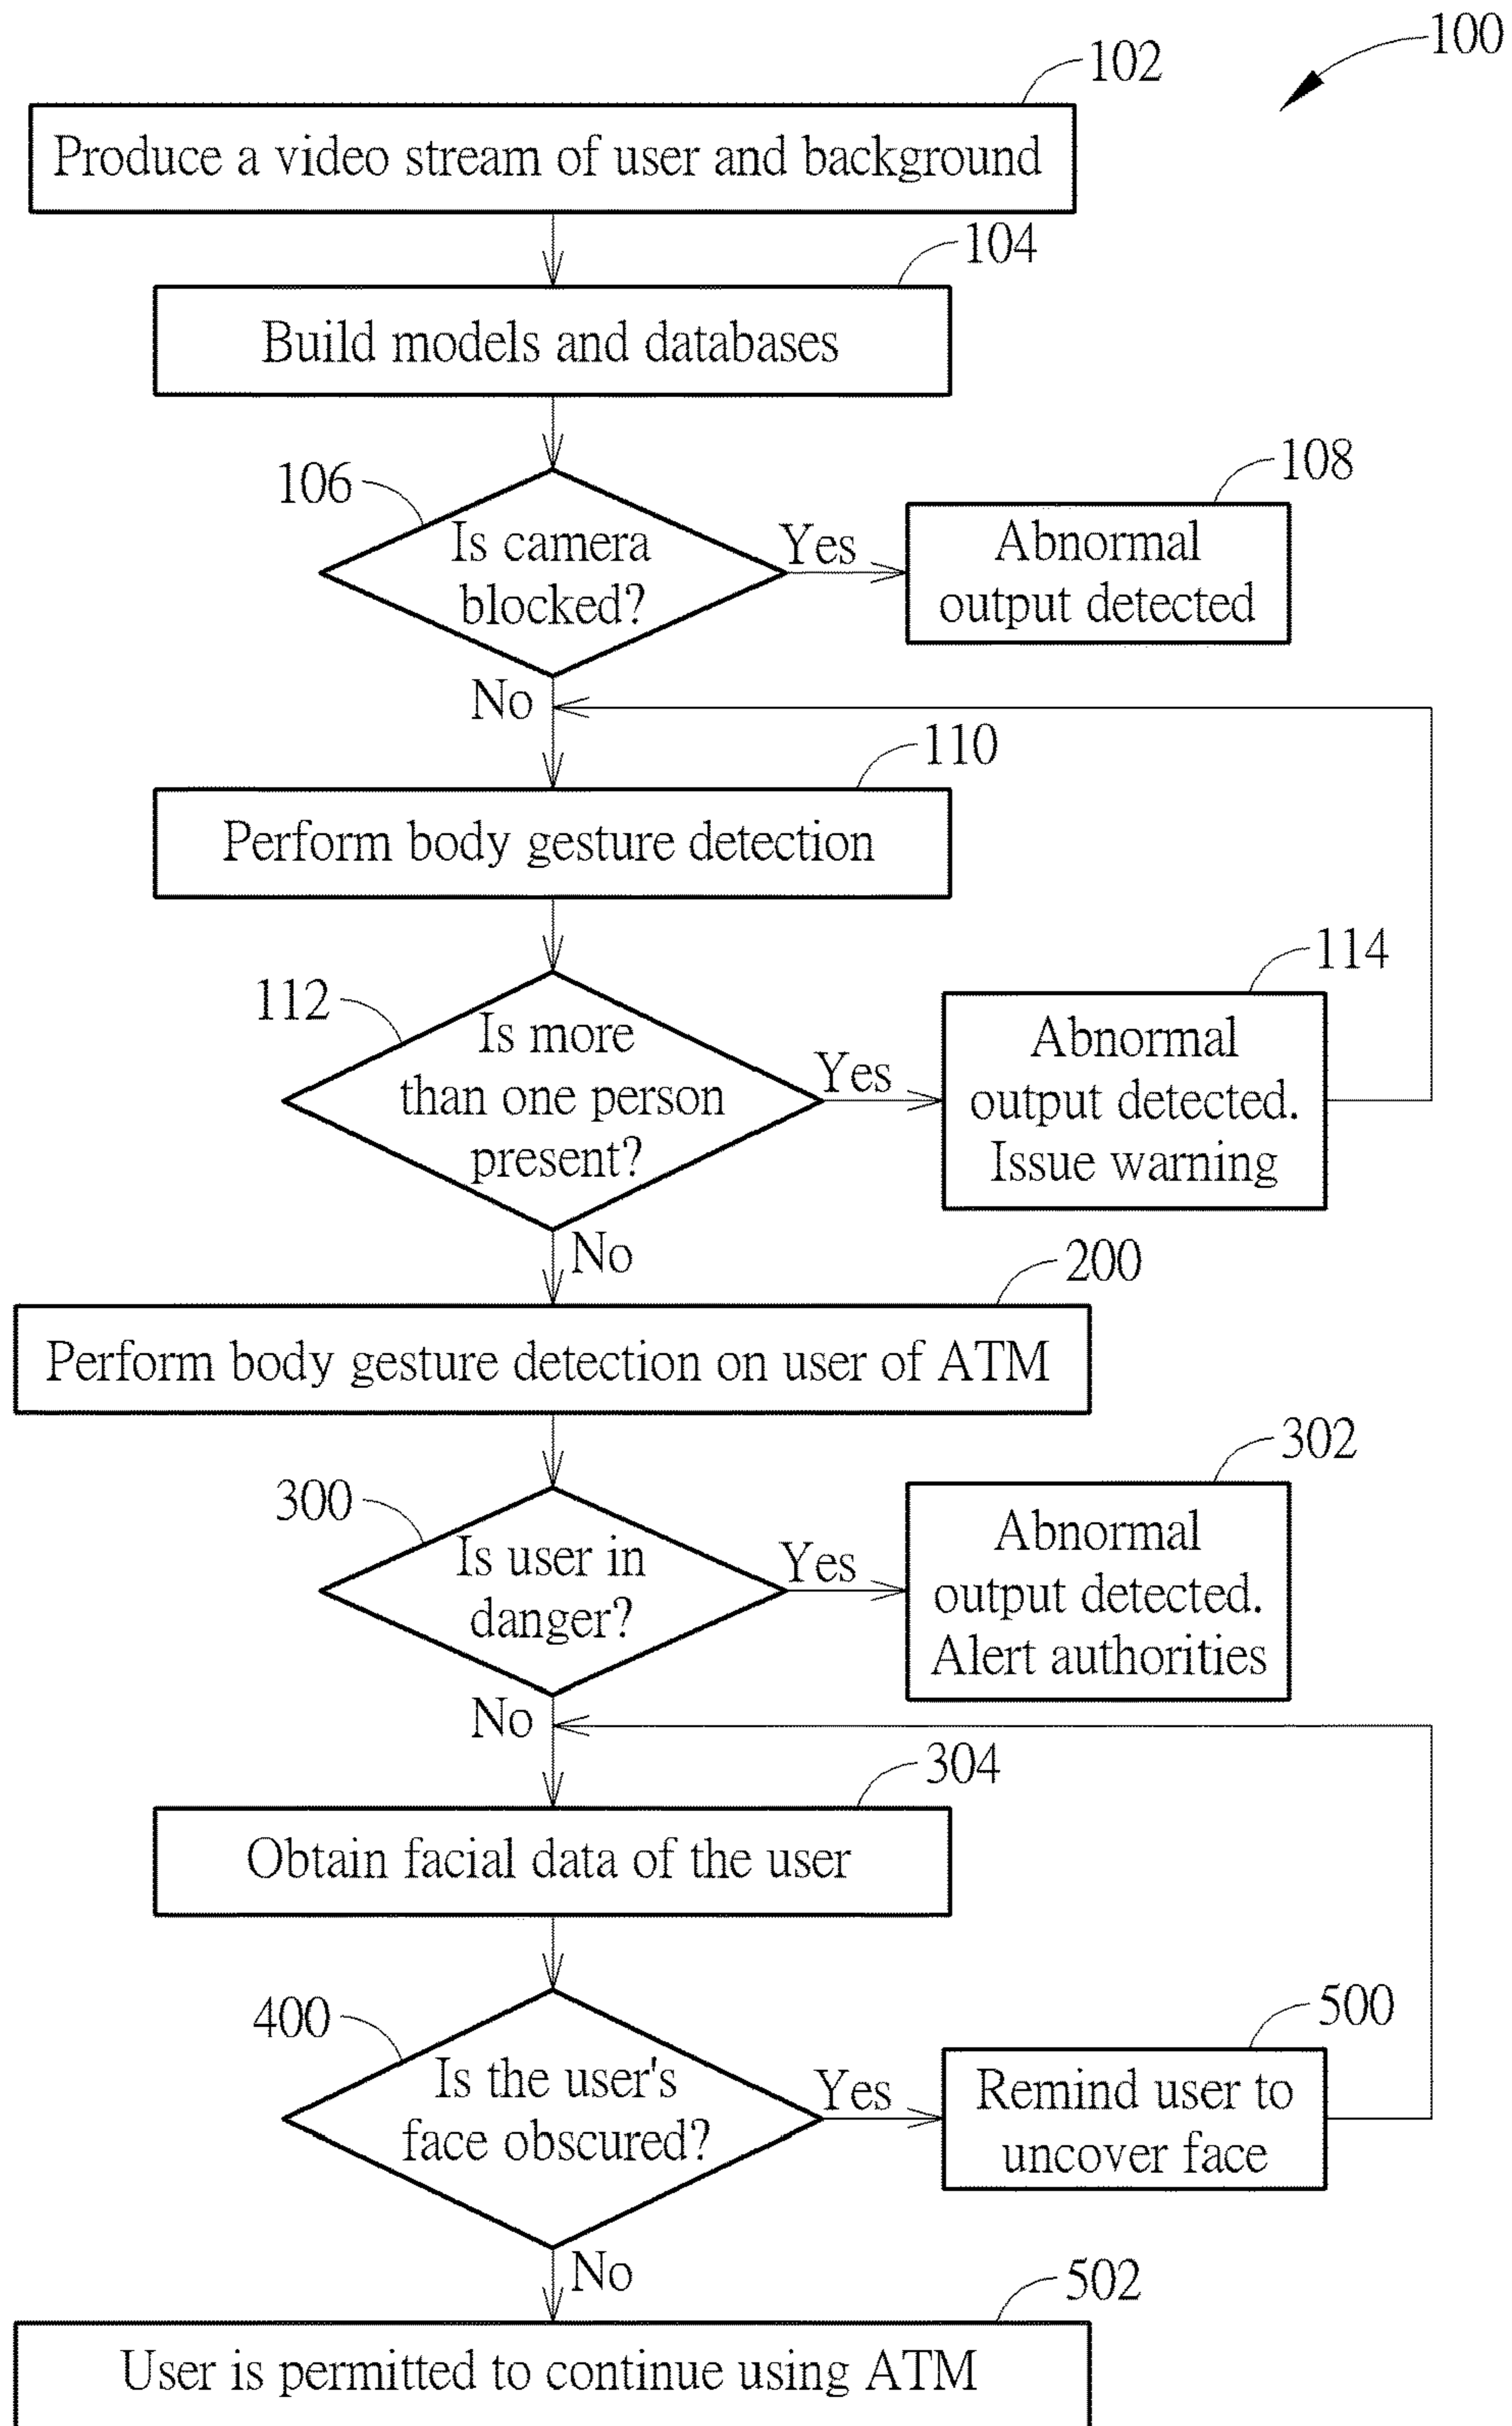 100
102
Produce a video stream of user and background
104
Build models and databases
106
Is camera
blocked?
Yes
108
Abnormal
output detected
No
110
Perform body gesture detection
112
Is more
than one person
present?
Yes
114
Abnormal
output detected.
Issue warning
No
200
Perform body gesture detection on user of ATM
300
Is user in
danger?
Yes
302
Abnormal
output detected.
Alert authorities
No
304
Obtain facial data of the user
400
Is the user's
face obscured?
Yes
500
Remind user to
uncover face
No
502
User is permitted to continue using ATM